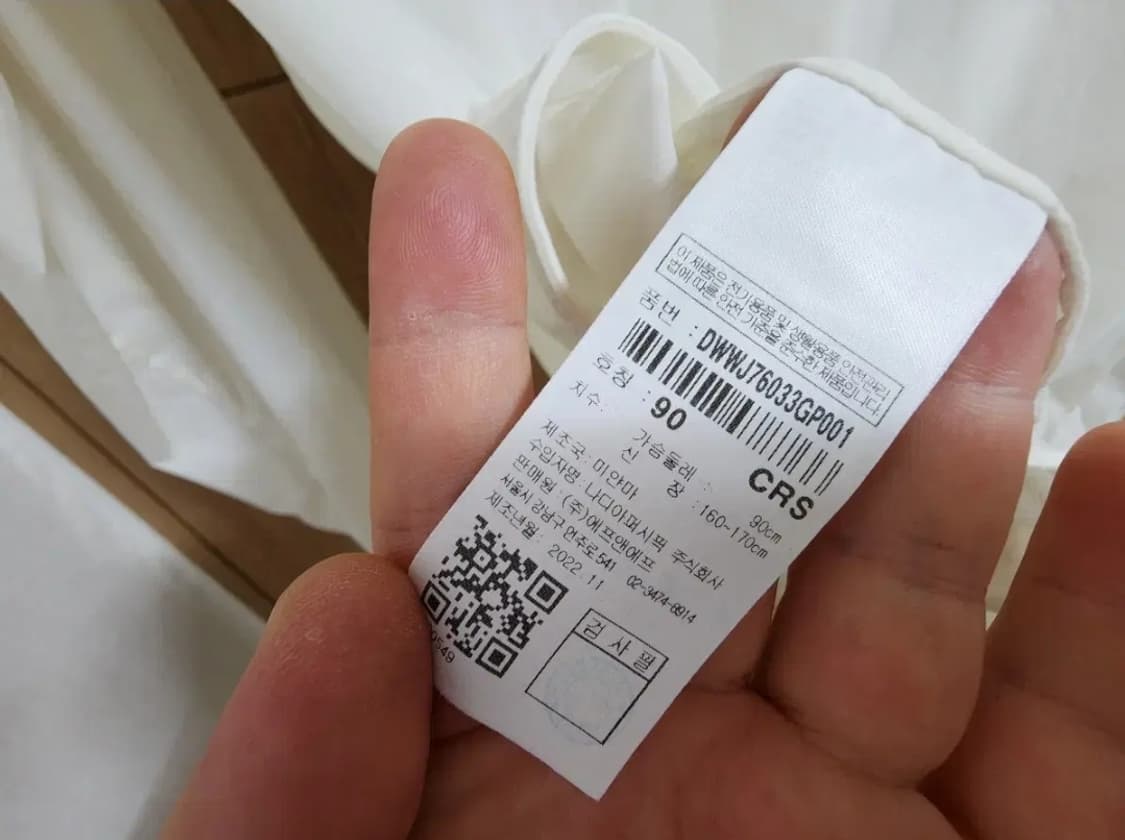 이 제품은 전기용품 및 생활용품 안전관리
법에 따른 안전 기준을 준수한 제품입니다.
품 번 : DWWJ76033GP001
호칭 : 90 CRS
치수: 가슴둘레 : 90cm
신 장 : 160~170cm
제조국: 미얀마
수입자명: 나디아퍼시픽 주식회사
판매원 : (주)에프앤에프
서울시 강남구 언주로541 02-3474-6914
제조년월: 2022.11
0549
검사필